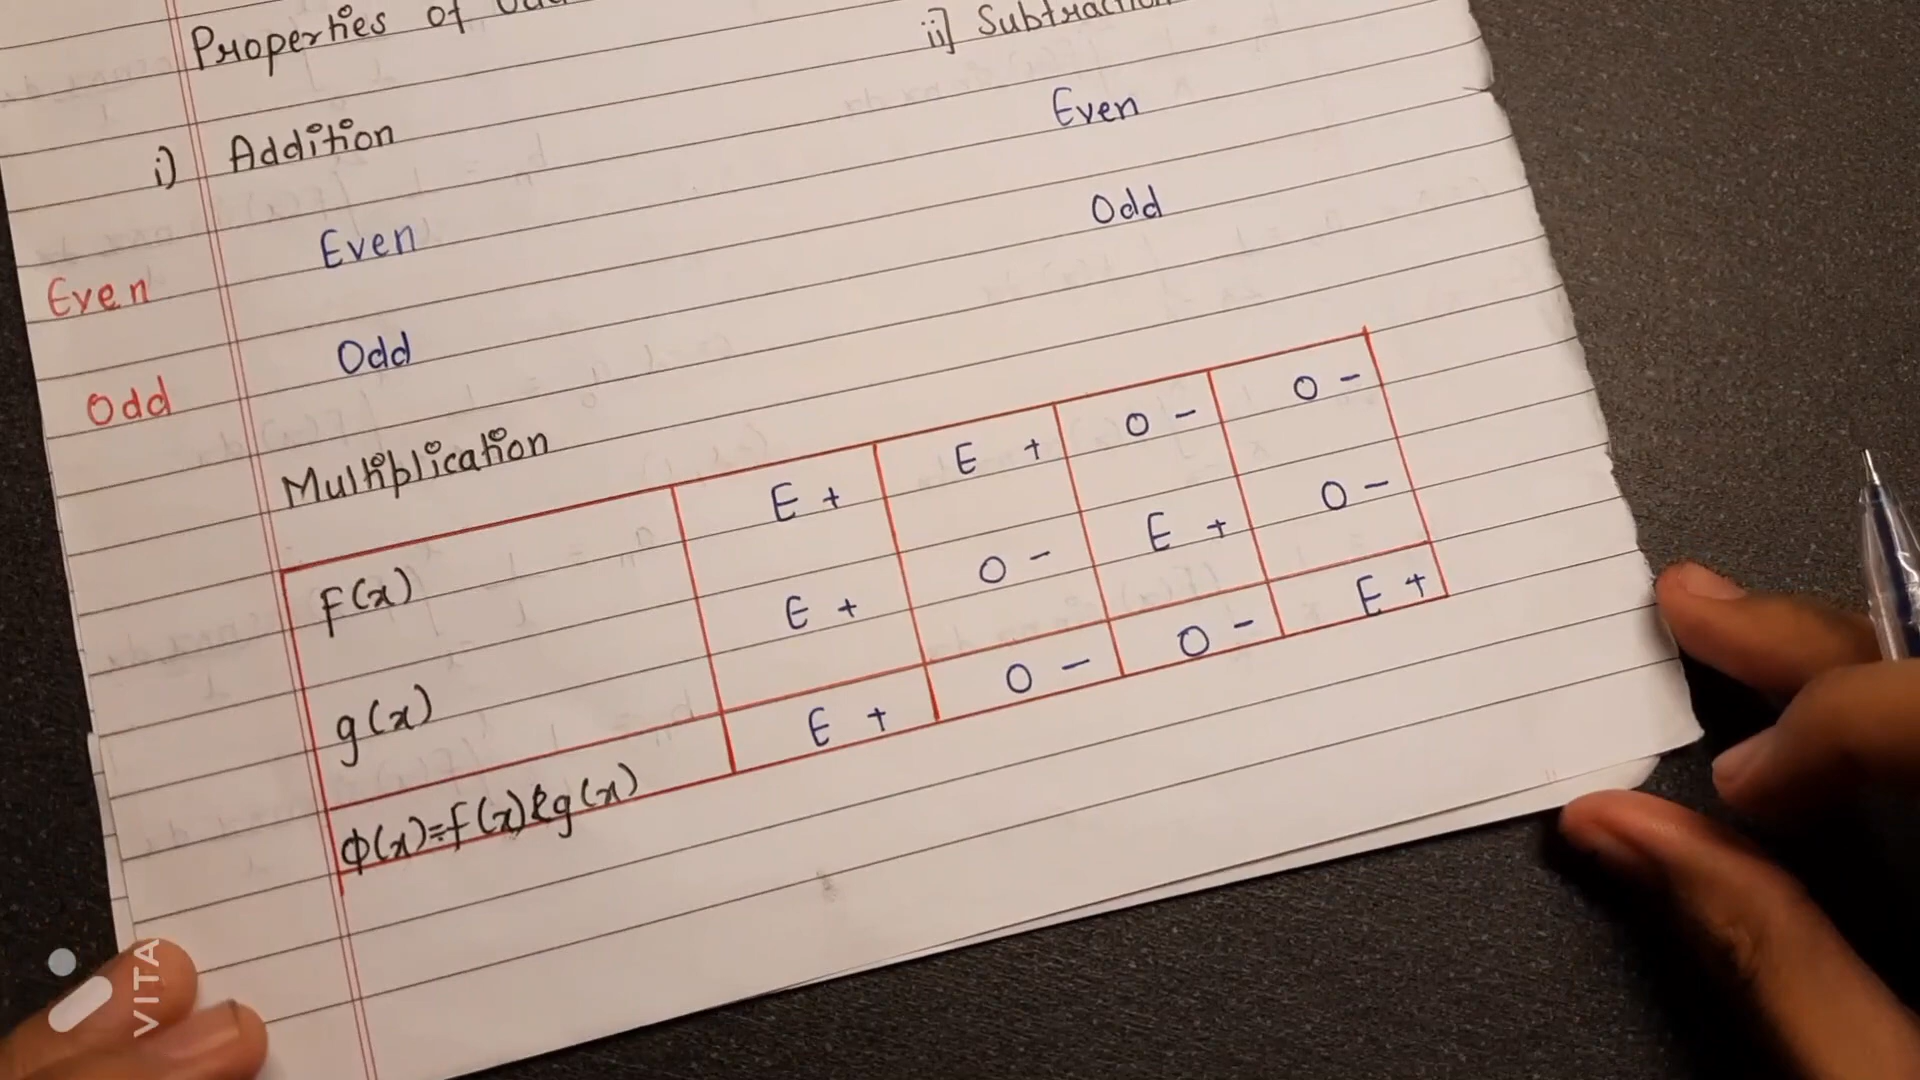 Properties of
i) Addition
ii] Subtraction
Even
Even
Even
Odd
Odd
Odd
Multiplication
F(x) E + E + O - O -
g(x) E + O - E + O -
Φ(x)=f(x)&g(x) E + O - O - E +
VITA